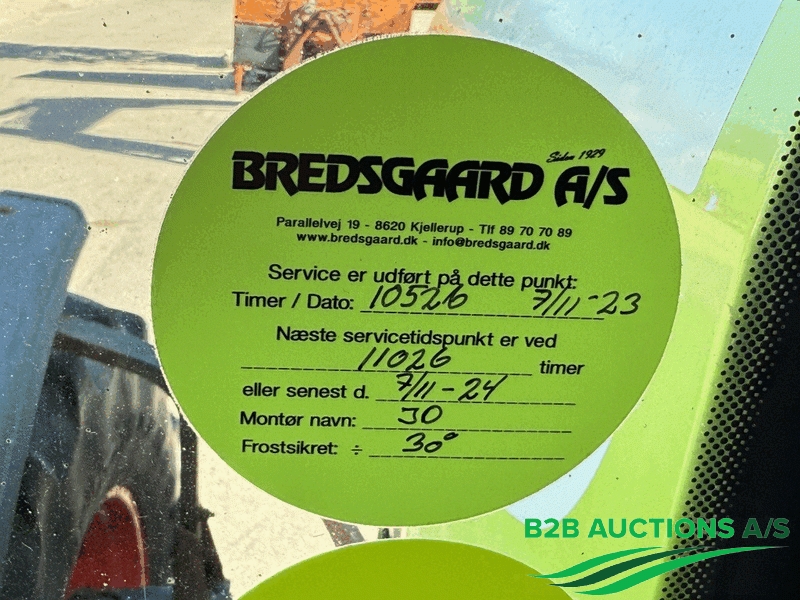 Siden 1929
BREDSGAARD A/S
Parallelvej 19 - 8620 Kjellerup - Tlf 89 70 70 89
www.bredsgaard.dk - info@bredsgaard.dk
Service er udført på dette punkt:
Timer / Dato: 10526 7/11-23
Næste servicetidspunkt er ved
11026 timer
eller senest d. 7/11-24
Montør navn: JO
Frostsikret: ÷ 30°
B2B AUCTIONS A/S